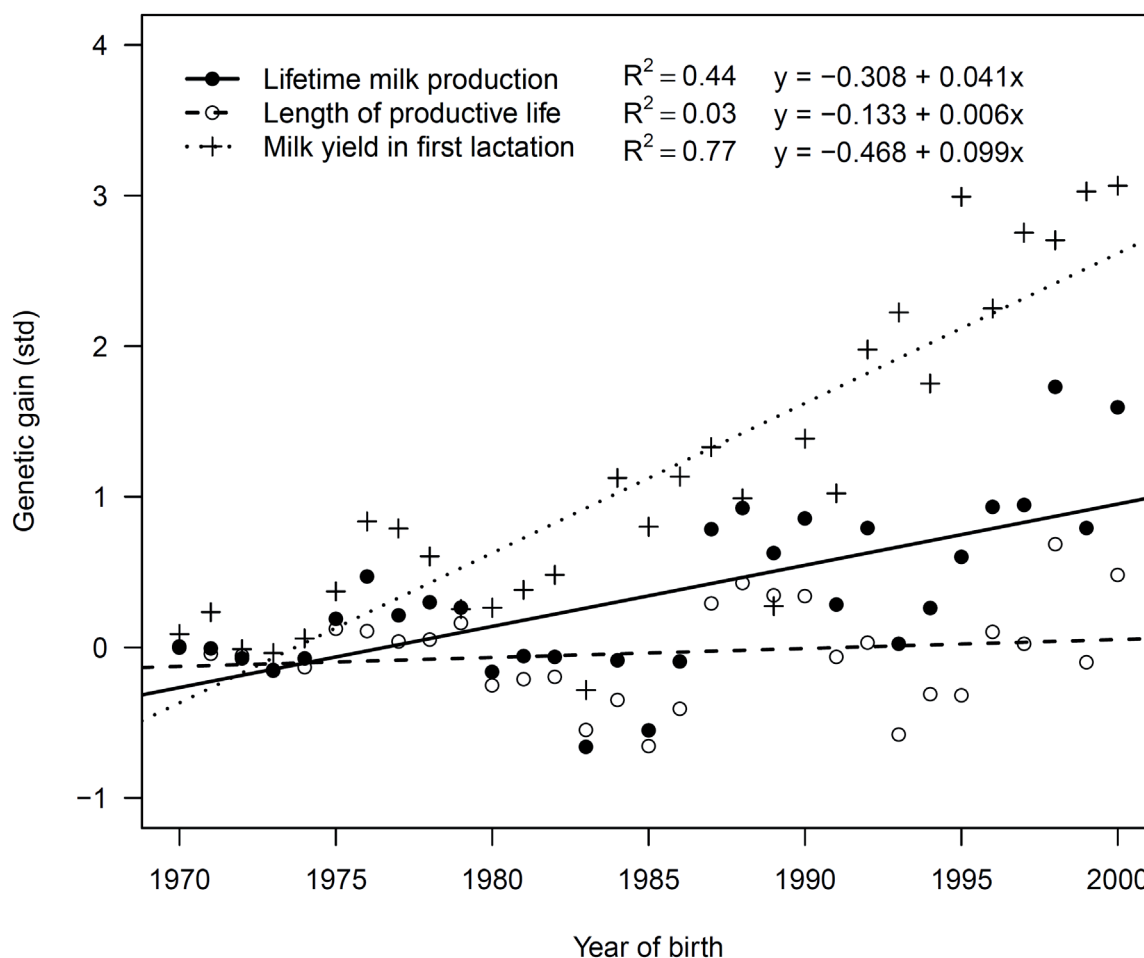 4
Lifetime milk production R² = 0.44 y = −0.308 + 0.041x
Length of productive life R² = 0.03 y = −0.133 + 0.006x
Milk yield in first lactation R² = 0.77 y = −0.468 + 0.099x
3
2
1
0
−1
Genetic gain (std)
1970 1975 1980 1985 1990 1995 2000
Year of birth